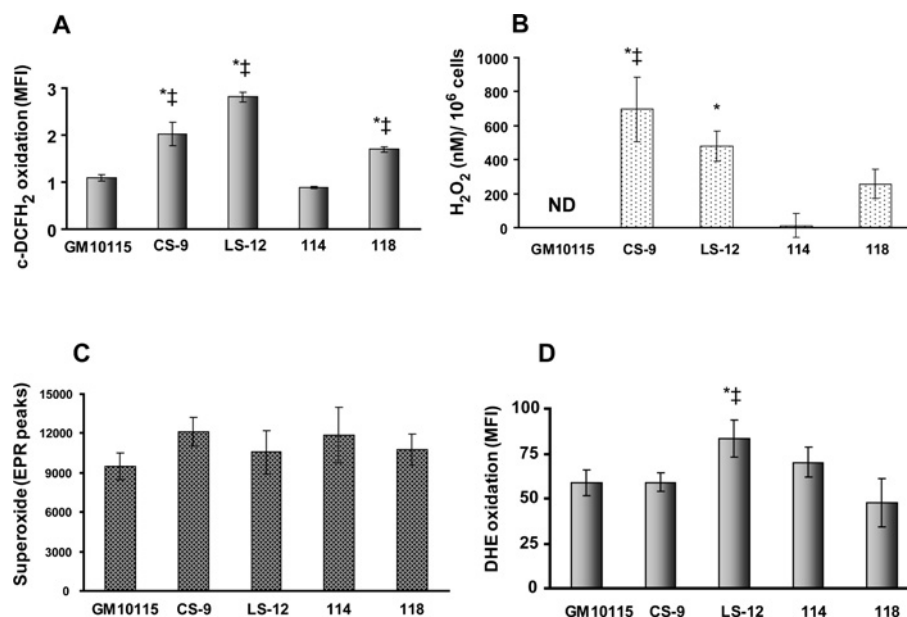 A
c-DCFH2 oxidation (MFI)
3
2
1
0
*‡
*‡
*‡
GM10115 CS-9 LS-12 114 118
B
H2O2 (nM)/ 10^6 cells
1000
800
600
400
200
0
*‡
*
ND
GM10115 CS-9 LS-12 114 118
C
Superoxide (EPR peaks)
15000
12000
9000
6000
3000
0
GM10115 CS-9 LS-12 114 118
D
DHE oxidation (MFI)
100
75
50
25
0
*‡
GM10115 CS-9 LS-12 114 118